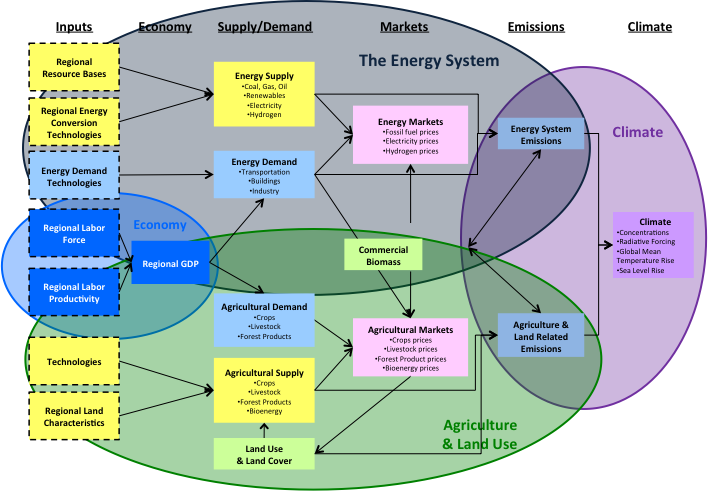 Inputs
Economy
Supply/Demand
Markets
Emissions
Climate
The Energy System
Regional
Resource Bases
Regional Energy
Conversion
Technologies
Energy Demand
Technologies
Regional Labor
Force
Regional Labor
Productivity
Technologies
Regional Land
Characteristics
Economy
Regional GDP
Energy Supply
•Coal, Gas, Oil
•Renewables
•Electricity
•Hydrogen
Energy Demand
•Transportation
•Buildings
•Industry
Agricultural Demand
•Crops
•Livestock
•Forest Products
Agricultural Supply
•Crops
•Livestock
•Forest Products
•Bioenergy
Land Use
& Land Cover
Energy Markets
•Fossil fuel prices
•Electricity prices
•Hydrogen prices
Commercial
Biomass
Agricultural Markets
•Crops prices
•Livestock prices
•Forest Product prices
•Bioenergy prices
Agriculture
& Land Use
Energy System
Emissions
Agriculture &
Land Related
Emissions
Climate
Climate
•Concentrations
•Radiative Forcing
•Global Mean
Temperature Rise
•Sea Level Rise